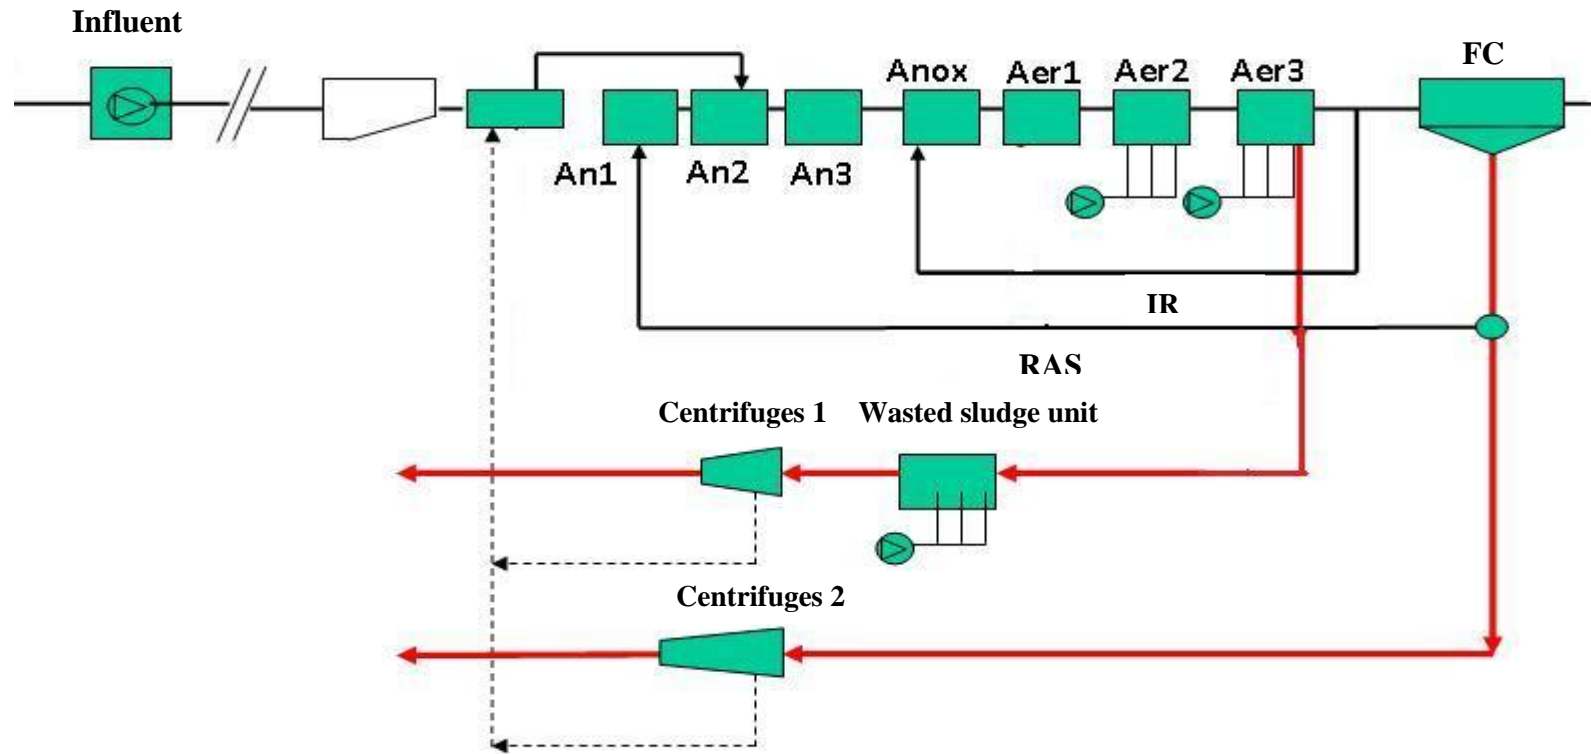 Influent
FC
Anox
Aer1
Aer2
Aer3
An1
An2
An3
IR
RAS
Centrifuges 1
Wasted sludge unit
Centrifuges 2